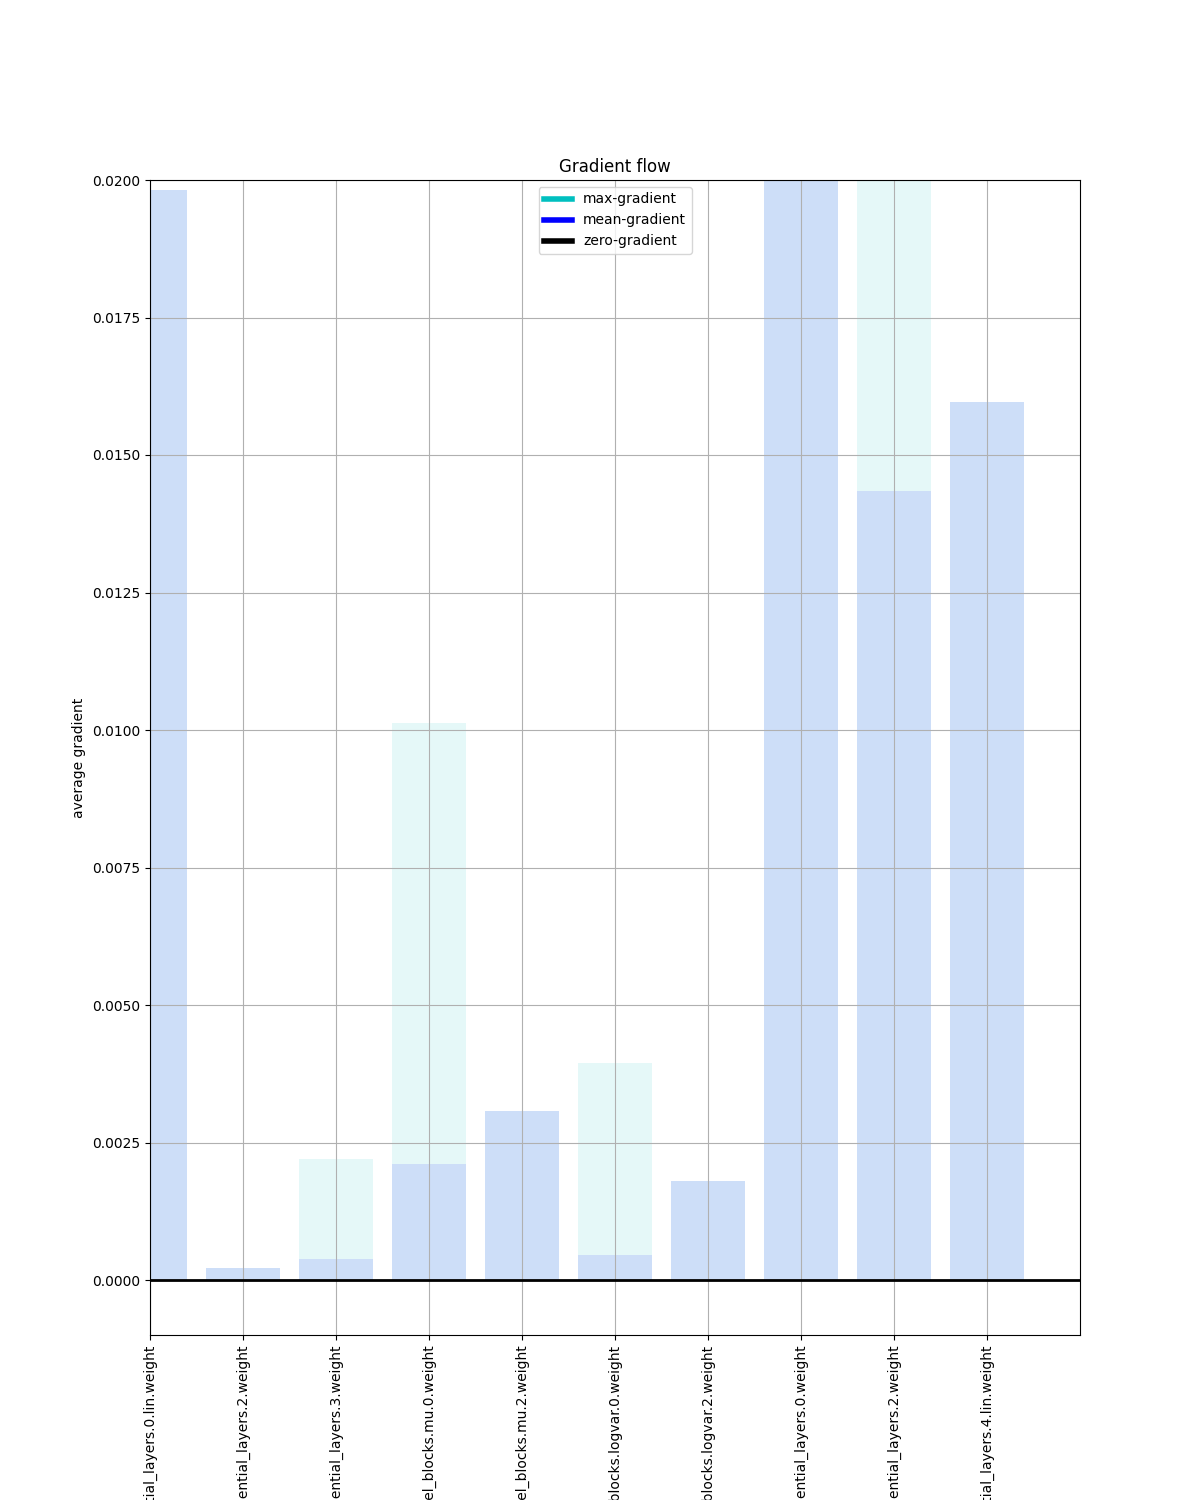 Gradient flow
max-gradient
mean-gradient
zero-gradient
0.0200
0.0175
0.0150
0.0125
0.0100
0.0075
0.0050
0.0025
0.0000
average gradient
tial_layers.0.lin.weight
ential_layers.2.weight
ential_layers.3.weight
el_blocks.mu.0.weight
el_blocks.mu.2.weight
blocks.logvar.0.weight
blocks.logvar.2.weight
ential_layers.0.weight
ential_layers.2.weight
tial_layers.4.lin.weight